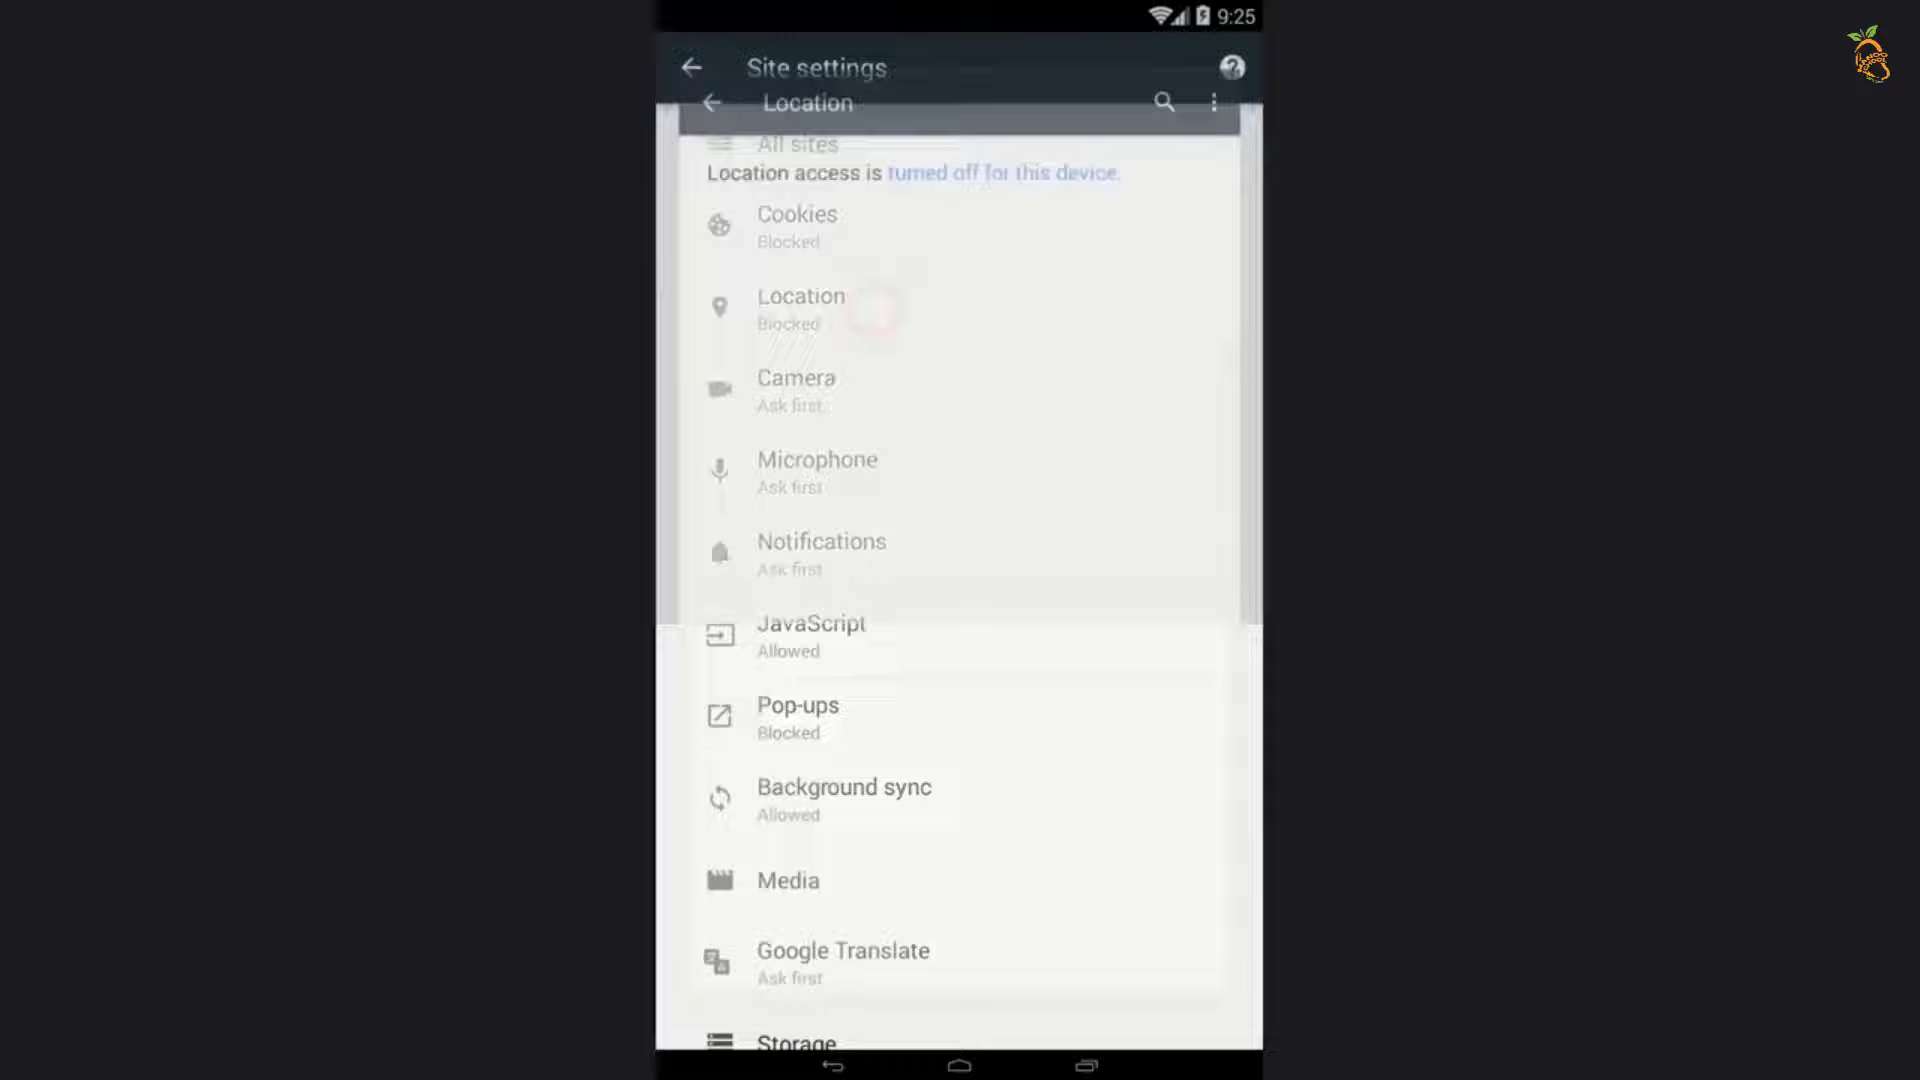 9:25
Site settings
Location
All sites
Location access is turned off for this device.
Cookies
Blocked
Location
Blocked
Camera
Ask first
Microphone
Ask first
Notifications
Ask first
JavaScript
Allowed
Pop-ups
Blocked
Background sync
Allowed
Media
Google Translate
Ask first
Storage